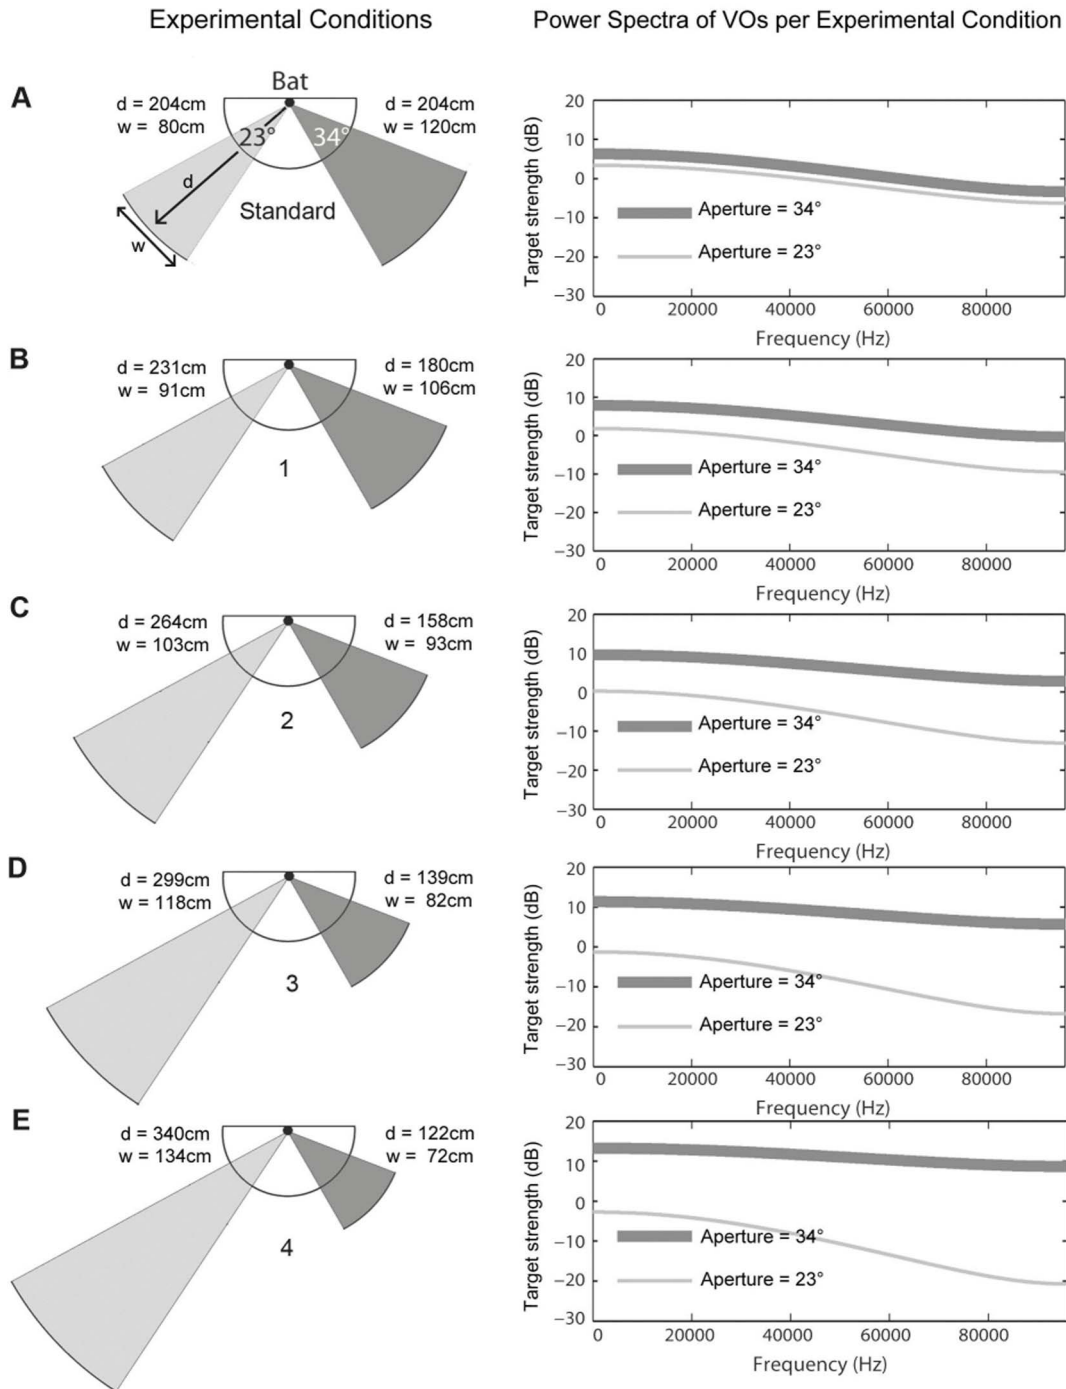 Experimental Conditions
Power Spectra of VOs per Experimental Condition
A
Bat
d = 204cm
w = 80cm
d = 204cm
w = 120cm
23°
34°
d
w
Standard
Target strength (dB)
20
10
0
−10
−20
−30
Aperture = 34°
Aperture = 23°
0 20000 40000 60000 80000
Frequency (Hz)
B
d = 231cm
w = 91cm
d = 180cm
w = 106cm
1
Target strength (dB)
20
10
0
−10
−20
−30
Aperture = 34°
Aperture = 23°
0 20000 40000 60000 80000
Frequency (Hz)
C
d = 264cm
w = 103cm
d = 158cm
w = 93cm
2
Target strength (dB)
20
10
0
−10
−20
−30
Aperture = 34°
Aperture = 23°
0 20000 40000 60000 80000
Frequency (Hz)
D
d = 299cm
w = 118cm
d = 139cm
w = 82cm
3
Target strength (dB)
20
10
0
−10
−20
−30
Aperture = 34°
Aperture = 23°
0 20000 40000 60000 80000
Frequency (Hz)
E
d = 340cm
w = 134cm
d = 122cm
w = 72cm
4
Target strength (dB)
20
10
0
−10
−20
−30
Aperture = 34°
Aperture = 23°
0 20000 40000 60000 80000
Frequency (Hz)